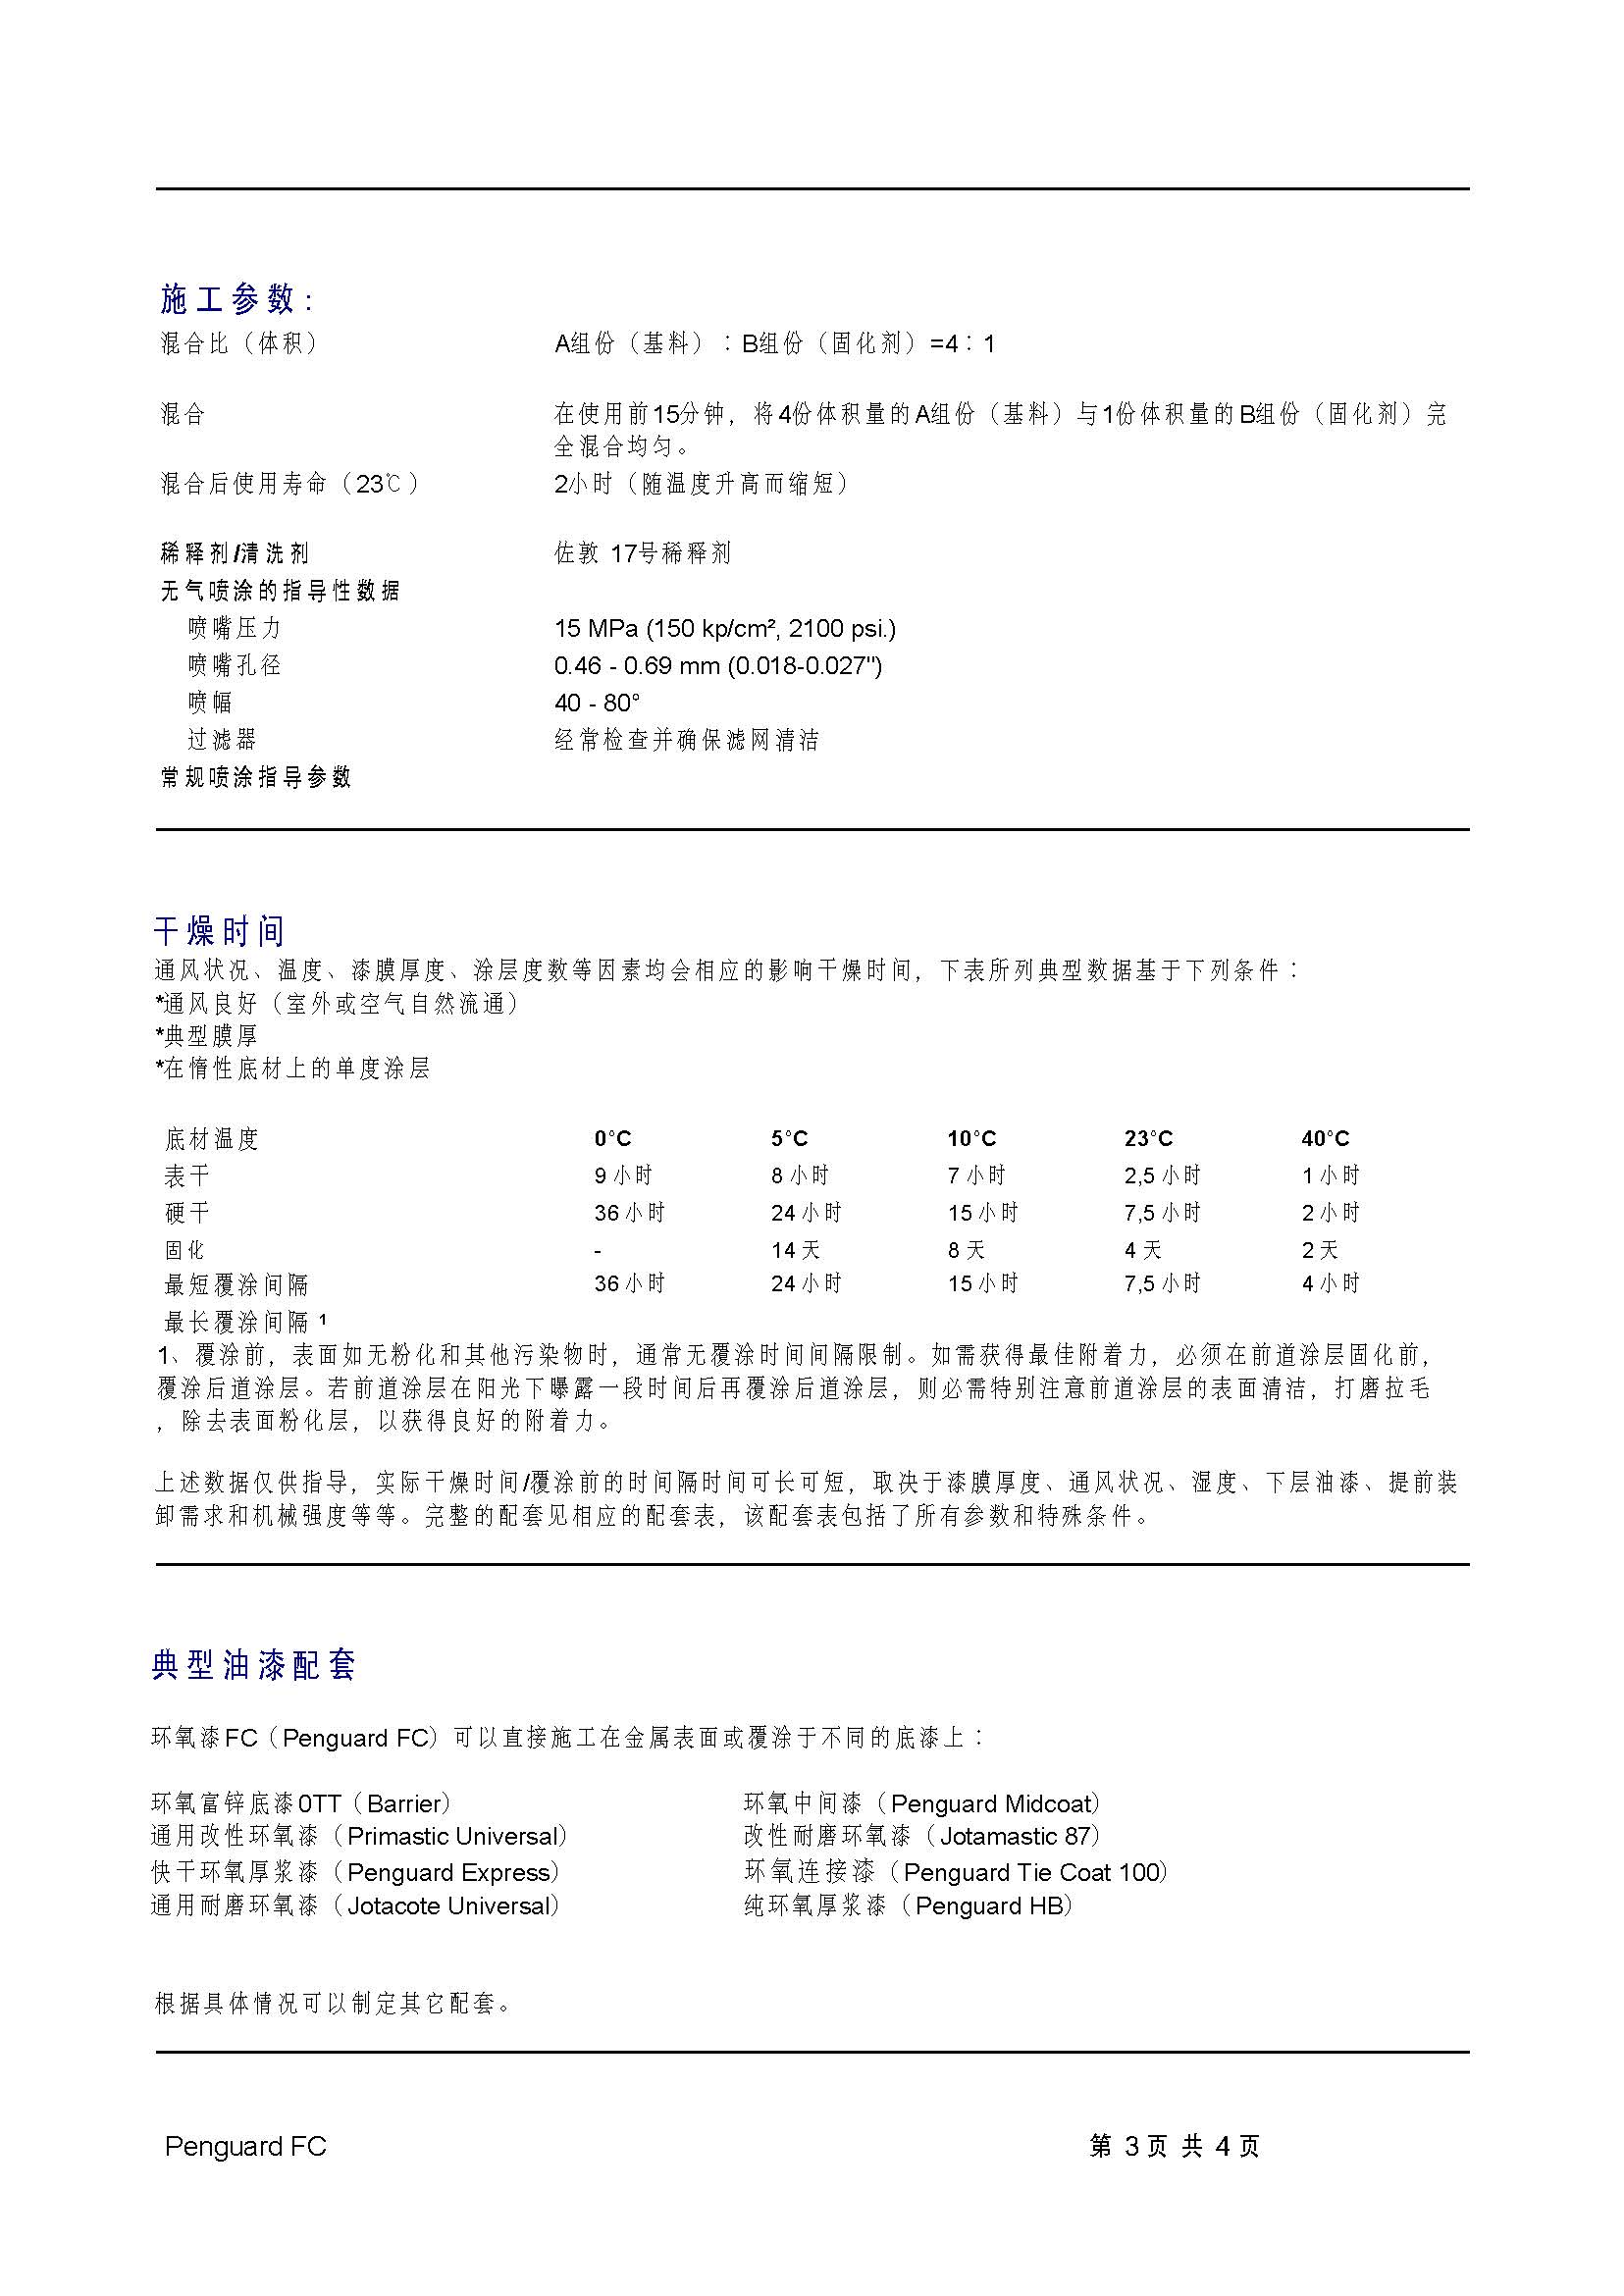 施工参数:
混合比（体积） A组份（基料）：B组份（固化剂）=4：1
混合 在使用前15分钟，将4份体积量的A组份（基料）与1份体积量的B组份（固化剂）完
全混合均匀。
混合后使用寿命（23℃） 2小时（随温度升高而缩短）
稀释剂/清洗剂 佐敦 17号稀释剂
无气喷涂的指导性数据
喷嘴压力 15 MPa (150 kp/cm², 2100 psi.)
喷嘴孔径 0.46 - 0.69 mm (0.018-0.027")
喷幅 40 - 80°
过滤器 经常检查并确保滤网清洁
常规喷涂指导参数
干燥时间
通风状况、温度、漆膜厚度、涂层度数等因素均会相应的影响干燥时间，下表所列典型数据基于下列条件：
*通风良好（室外或空气自然流通）
*典型膜厚
*在惰性底材上的单度涂层
底材温度 0°C 5°C 10°C 23°C 40°C
表干 9 小时 8 小时 7 小时 2,5 小时 1 小时
硬干 36 小时 24 小时 15 小时 7,5 小时 2 小时
固化 - 14 天 8 天 4 天 2 天
最短覆涂间隔 36 小时 24 小时 15 小时 7,5 小时 4 小时
最长覆涂间隔 ¹
1、覆涂前，表面如无粉化和其他污染物时，通常无覆涂时间间隔限制。如需获得最佳附着力，必须在前道涂层固化前，
覆涂后道涂层。若前道涂层在阳光下曝露一段时间后再覆涂后道涂层，则必需特别注意前道涂层的表面清洁，打磨拉毛
，除去表面粉化层，以获得良好的附着力。
上述数据仅供指导，实际干燥时间/覆涂前的时间隔时间可长可短，取决于漆膜厚度、通风状况、湿度、下层油漆、提前装
卸需求和机械强度等等。完整的配套见相应的配套表，该配套表包括了所有参数和特殊条件。
典型油漆配套
环氧漆FC（Penguard FC）可以直接施工在金属表面或覆涂于不同的底漆上：
环氧富锌底漆0TT（Barrier） 环氧中间漆（Penguard Midcoat）
通用改性环氧漆（Primastic Universal） 改性耐磨环氧漆（Jotamastic 87）
快干环氧厚浆漆（Penguard Express） 环氧连接漆（Penguard Tie Coat 100）
通用耐磨环氧漆（Jotacote Universal） 纯环氧厚浆漆（Penguard HB）
根据具体情况可以制定其它配套。
Penguard FC 第 3 页 共 4 页